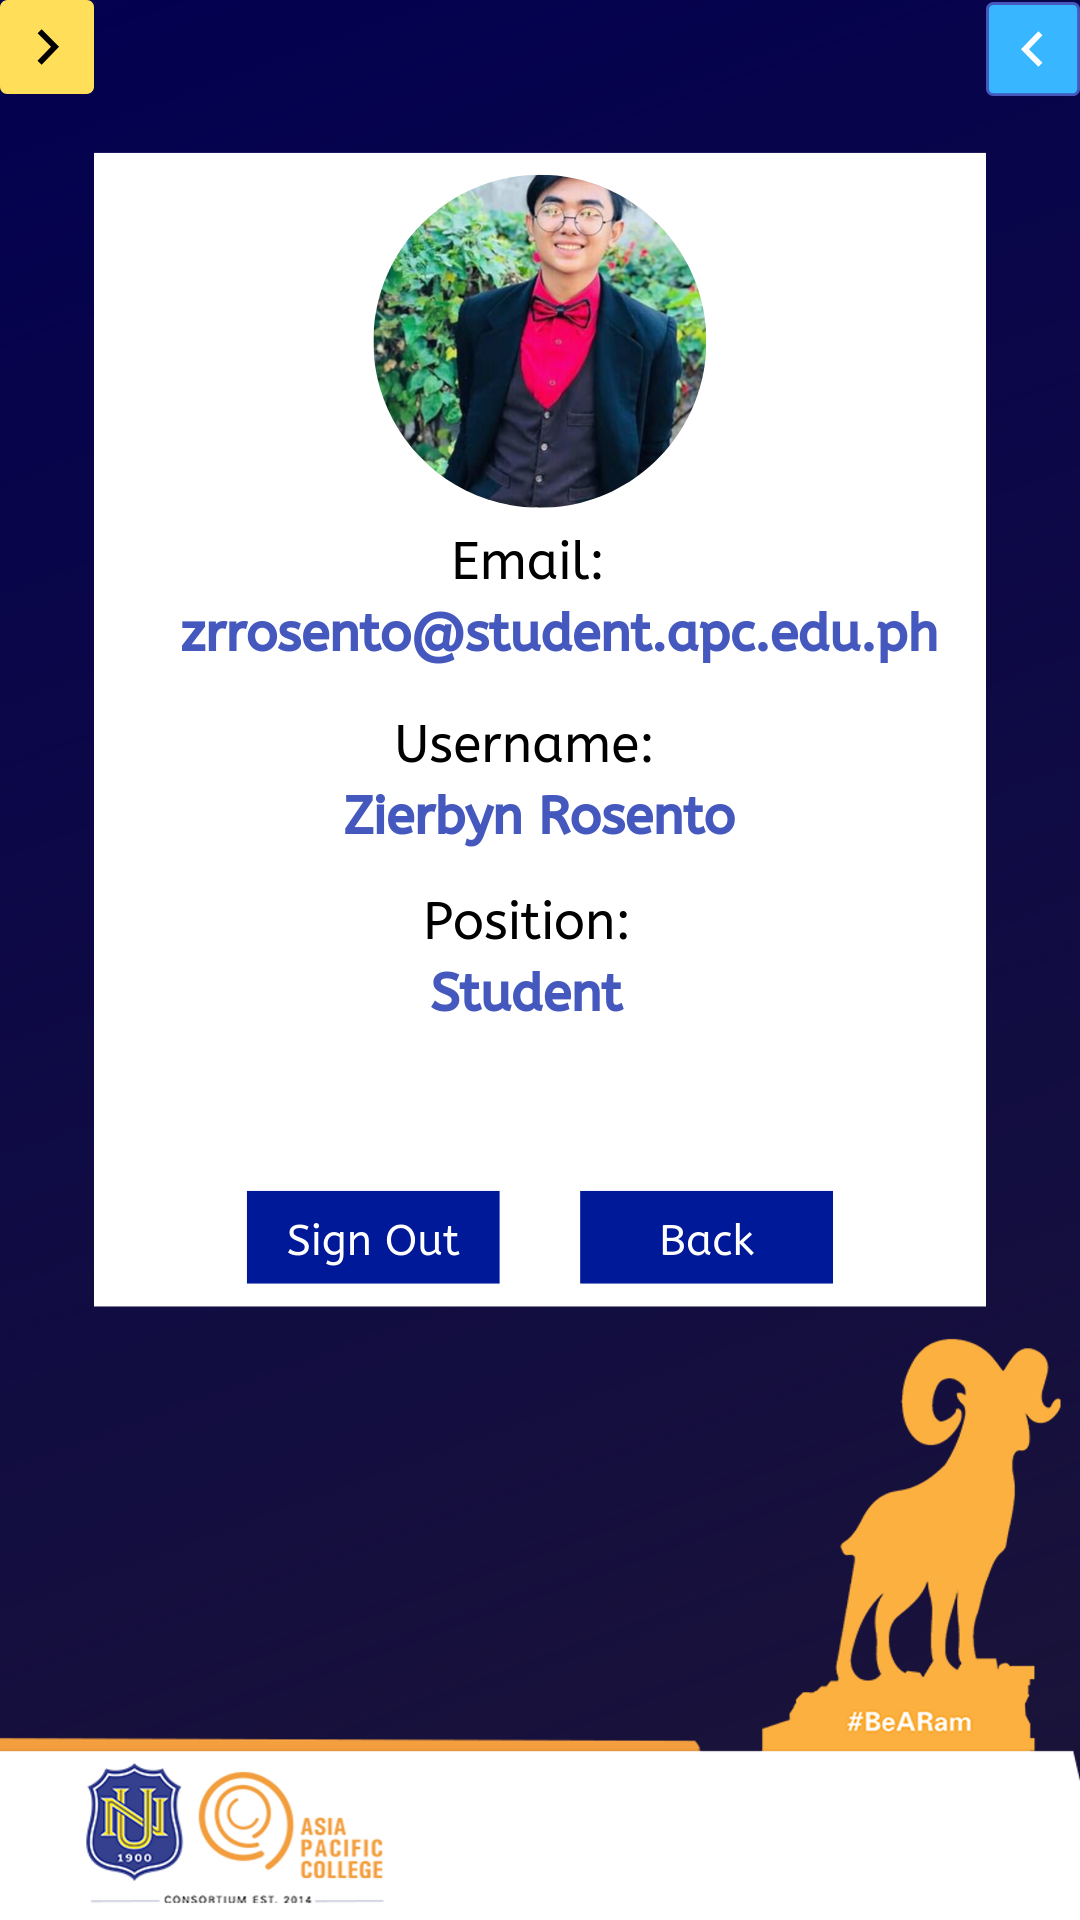 Email:
zrrosento@student.apc.edu.ph
Username:
Zierbyn Rosento
Position:
Student
Sign Out
Back
#BeARam
NU
1900
ASIA
PACIFIC
COLLEGE
CONSORTIUM EST. 2014